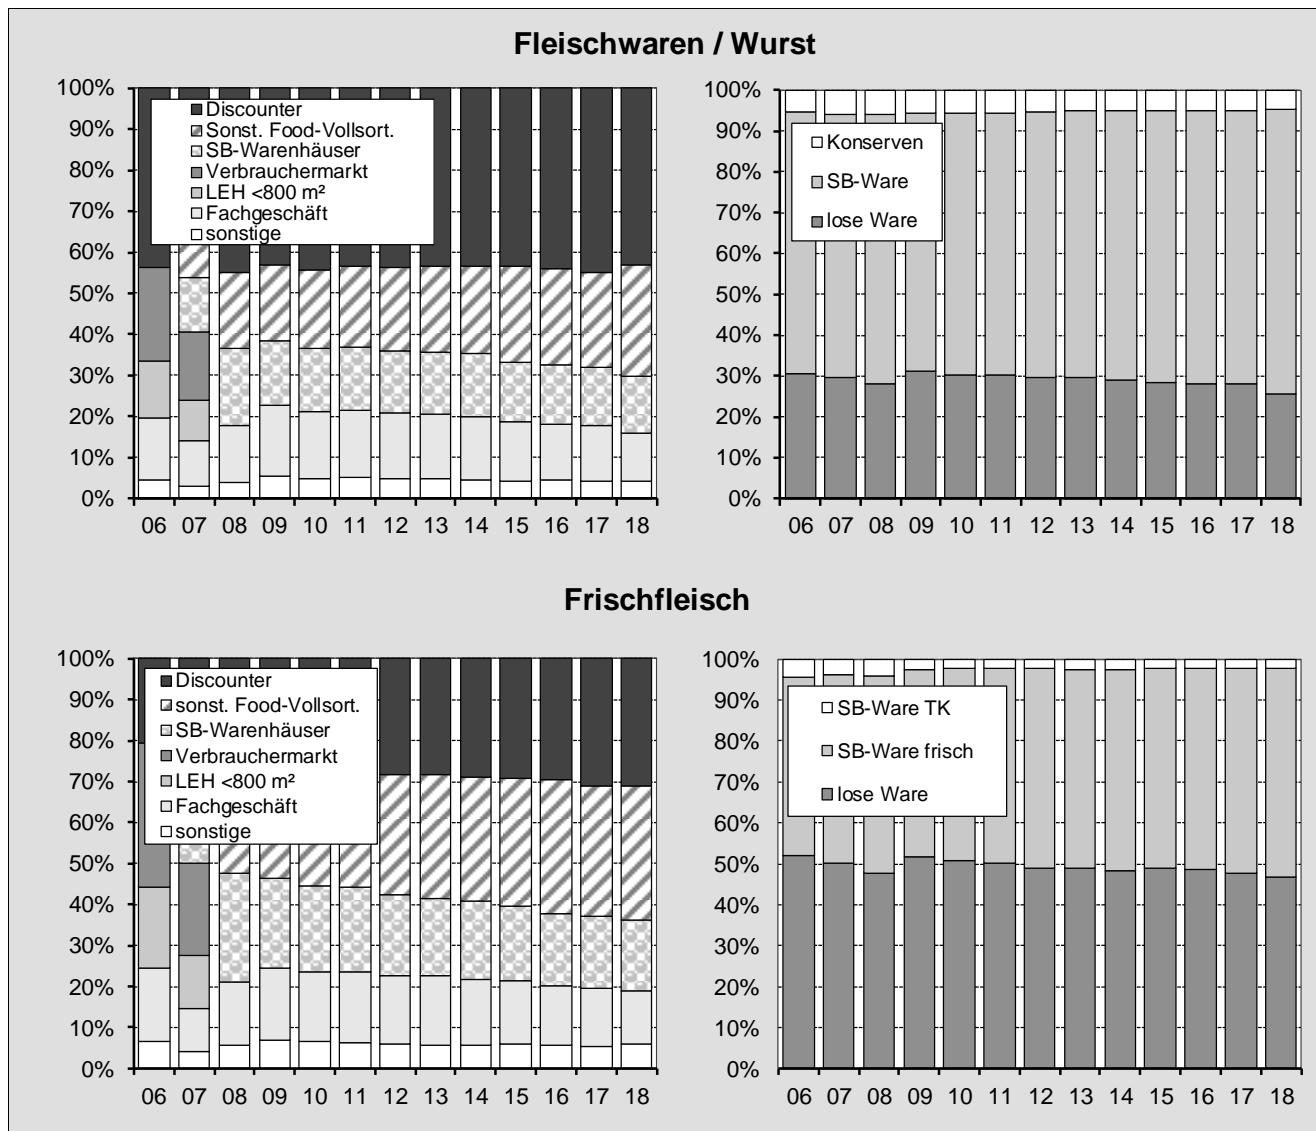 Fleischwaren / Wurst
100%
90%
80%
70%
60%
50%
40%
30%
20%
10%
0%
Discounter
Sonst. Food-Vollsort.
SB-Warenhäuser
Verbrauchermarkt
LEH <800 m²
Fachgeschäft
sonstige
06 07 08 09 10 11 12 13 14 15 16 17 18
100%
90%
80%
70%
60%
50%
40%
30%
20%
10%
0%
Konserven
SB-Ware
lose Ware
06 07 08 09 10 11 12 13 14 15 16 17 18
Frischfleisch
100%
90%
80%
70%
60%
50%
40%
30%
20%
10%
0%
Discounter
sonst. Food-Vollsort.
SB-Warenhäuser
Verbrauchermarkt
LEH <800 m²
Fachgeschäft
sonstige
06 07 08 09 10 11 12 13 14 15 16 17 18
100%
90%
80%
70%
60%
50%
40%
30%
20%
10%
0%
SB-Ware TK
SB-Ware frisch
lose Ware
06 07 08 09 10 11 12 13 14 15 16 17 18